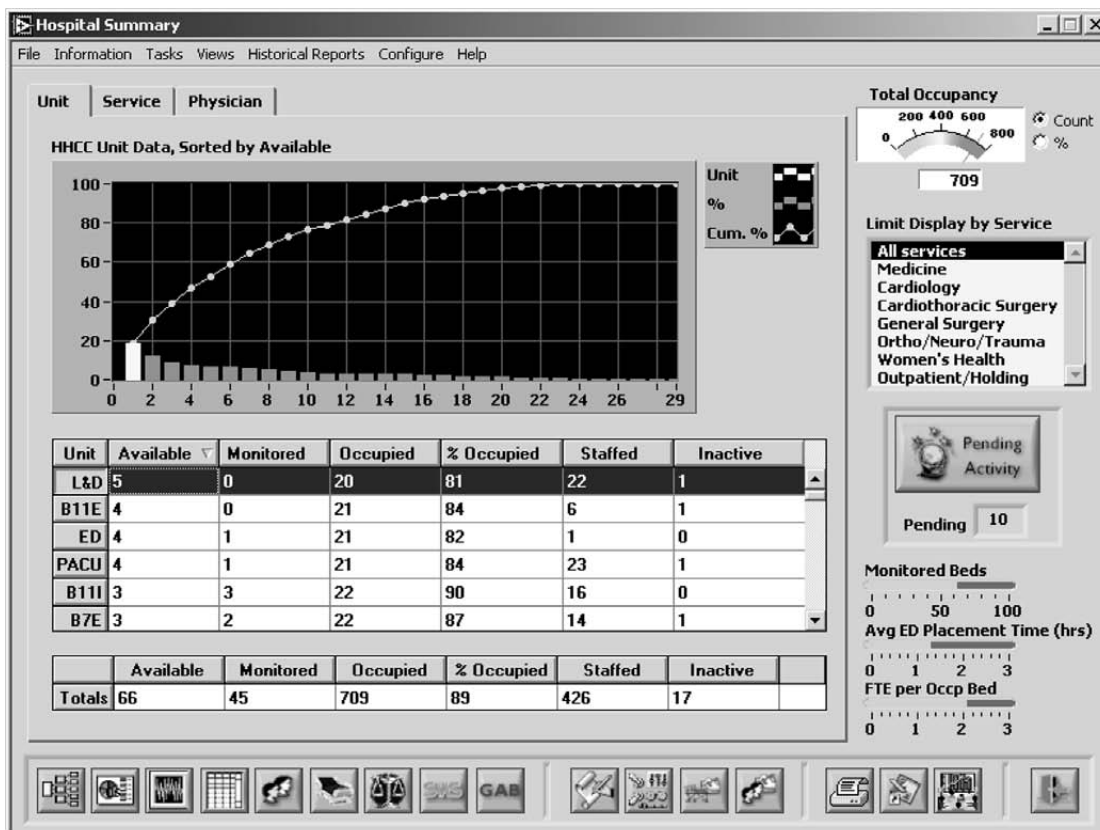 Hospital Summary
File Information Tasks Views Historical Reports Configure Help
Unit Service Physician
HHCC Unit Data, Sorted by Available
100
80
60
40
20
0
0 2 4 6 8 10 12 14 16 18 20 22 24 26 29
Unit
%
Cum. %
Unit Available Monitored Occupied % Occupied Staffed Inactive
L&D 5 0 20 81 22 1
B11E 4 0 21 84 6 1
ED 4 1 21 82 1 0
PACU 4 1 21 84 23 1
B11I 3 3 22 90 16 0
B7E 3 2 22 87 14 1
Available Monitored Occupied % Occupied Staffed Inactive
Totals 66 45 709 89 426 17
Total Occupancy
0 200 400 600 800
Count
%
709
Limit Display by Service
All services
Medicine
Cardiology
Cardiothoracic Surgery
General Surgery
Ortho/Neuro/Trauma
Women's Health
Outpatient/Holding
Pending
Activity
Pending 10
Monitored Beds
0 50 100
Avg ED Placement Time (hrs)
0 1 2 3
FTE per Occp Bed
0 1 2 3
GAB